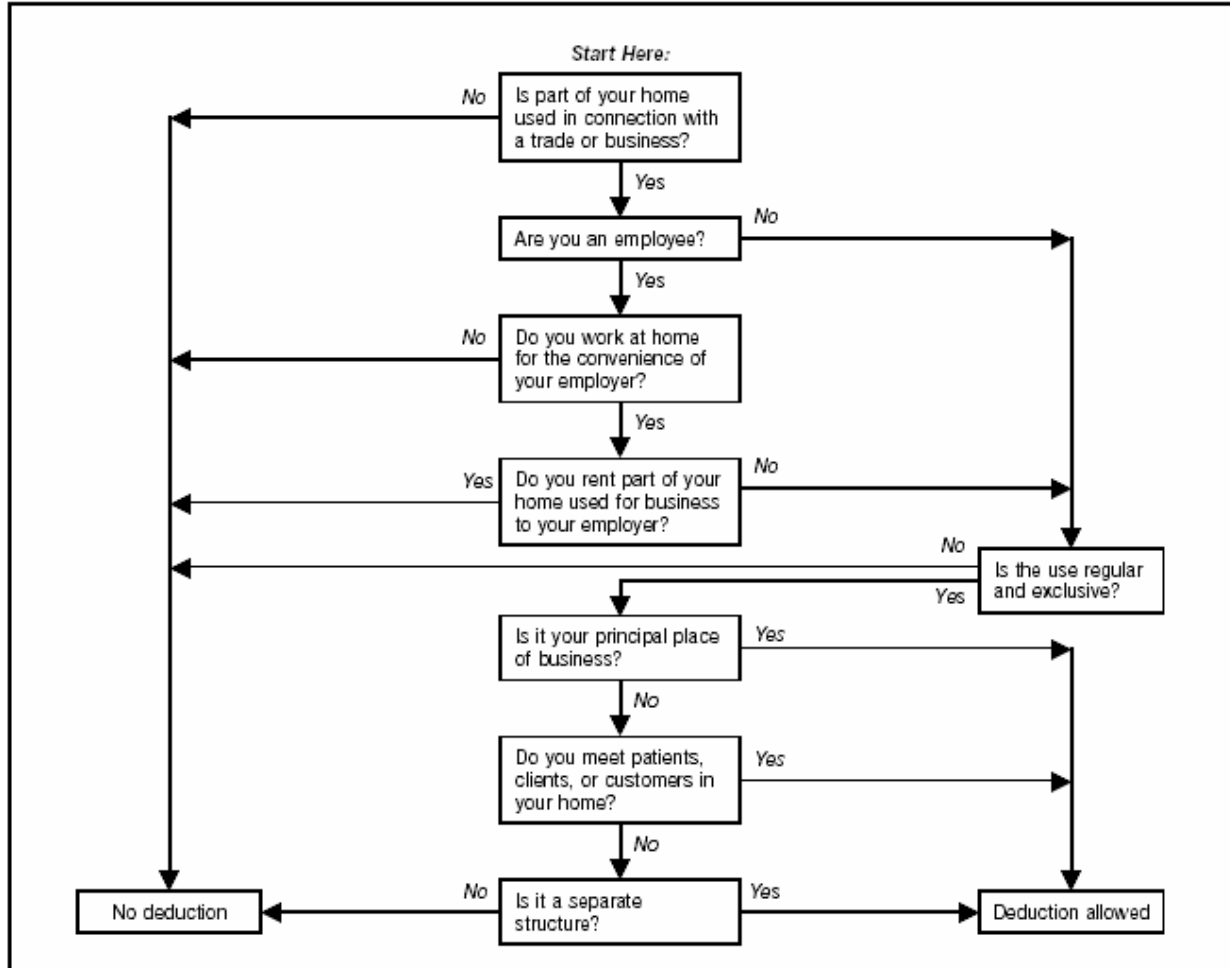 Start Here:
No
Is part of your home
used in connection with
a trade or business?
Yes
No
Are you an employee?
Yes
No
Do you work at home
for the convenience of
your employer?
Yes
Yes
Do you rent part of your
home used for business
to your employer?
No
No
Is the use regular
and exclusive?
Yes
Is it your principal place
of business?
Yes
No
Do you meet patients,
clients, or customers in
your home?
Yes
No
No deduction
No
Is it a separate
structure?
Yes
Deduction allowed